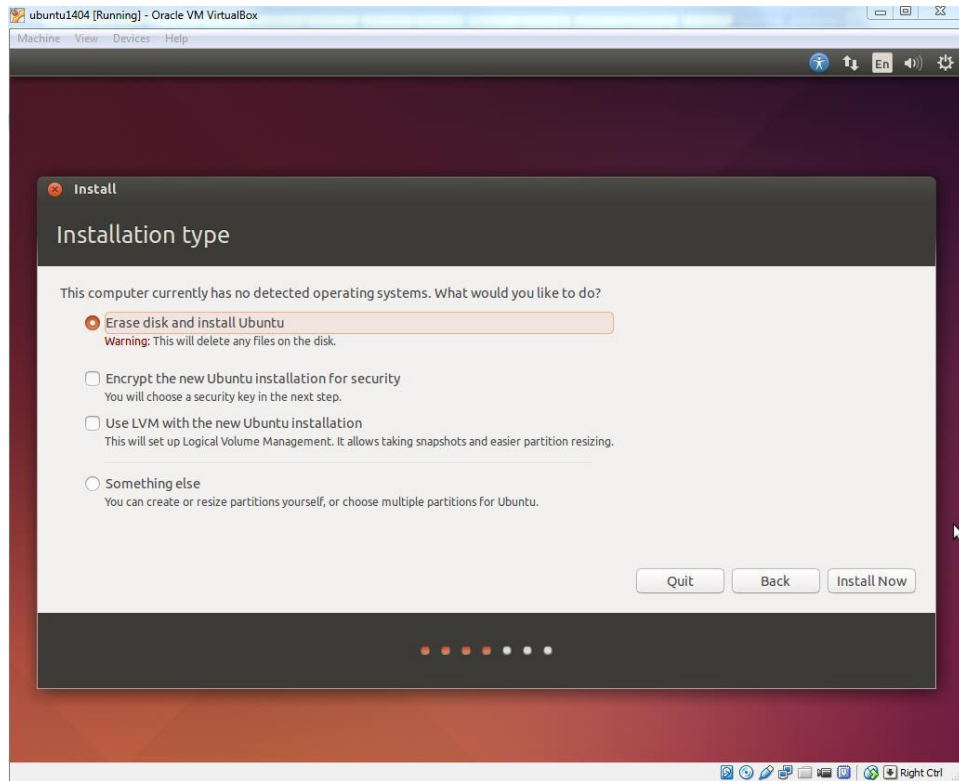 ubuntu1404 [Running] - Oracle VM VirtualBox
Machine View Devices Help
En
Install
Installation type
This computer currently has no detected operating systems. What would you like to do?
Erase disk and install Ubuntu
Warning: This will delete any files on the disk.
Encrypt the new Ubuntu installation for security
You will choose a security key in the next step.
Use LVM with the new Ubuntu installation
This will set up Logical Volume Management. It allows taking snapshots and easier partition resizing.
Something else
You can create or resize partitions yourself, or choose multiple partitions for Ubuntu.
Quit Back Install Now
Right Ctrl